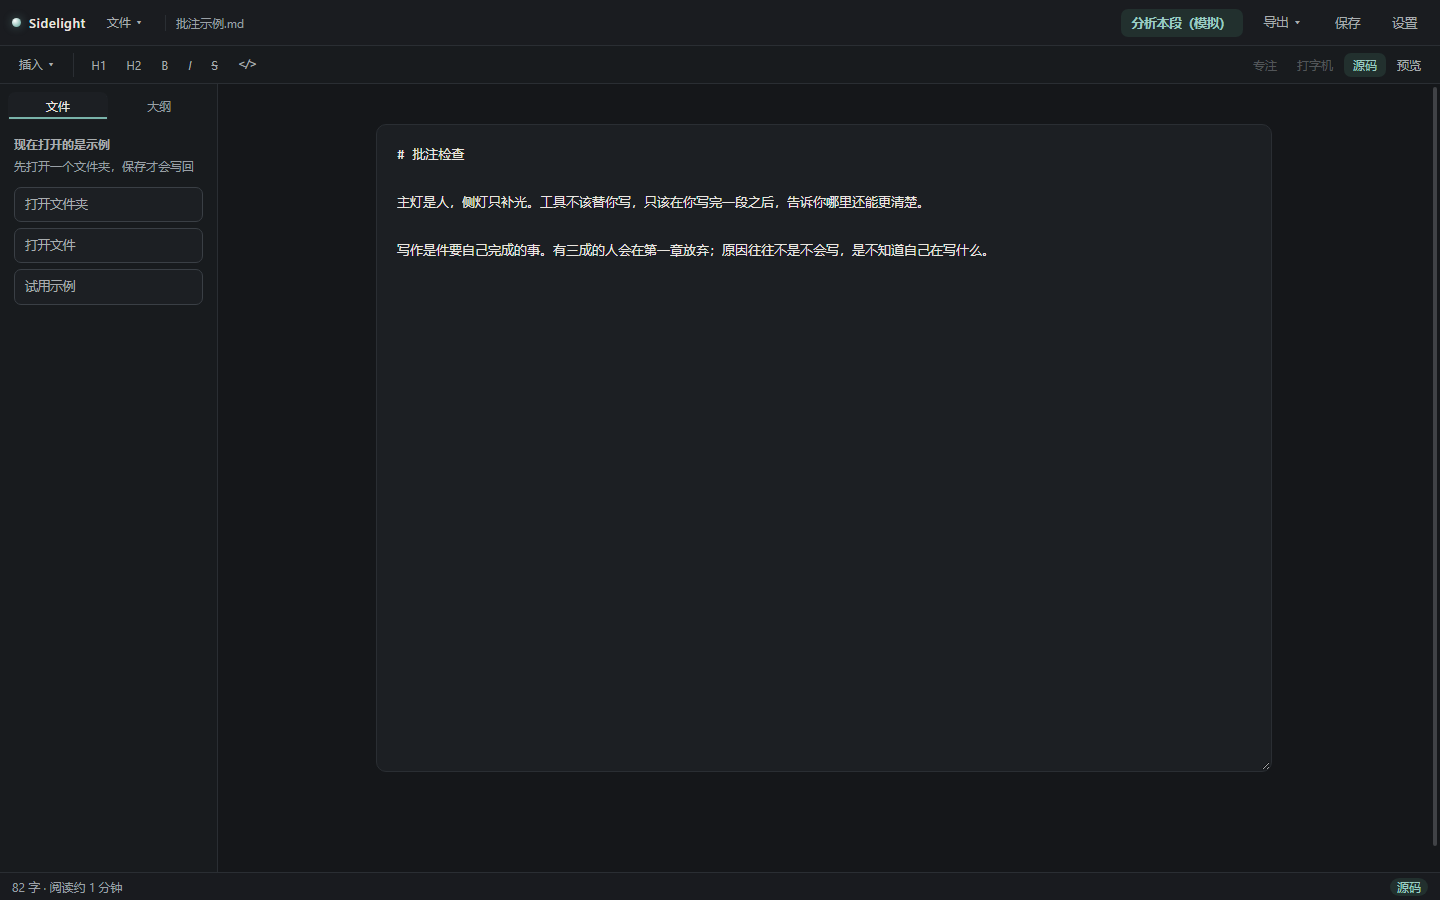 Sidelight 文件 批注示例.md 分析本段（模拟） 导出 保存 设置
插入 H1 H2 B I S </> 专注 打字机 源码 预览
文件 大纲
现在打开的是示例
先打开一个文件夹，保存才会写回
打开文件夹
打开文件
试用示例
# 批注检查
主灯是人，侧灯只补光。工具不该替你写，只该在你写完一段之后，告诉你哪里还能更清楚。
写作是件要自己完成的事。有三成的人会在第一章放弃；原因往往不是不会写，是不知道自己在写什么。
82 字 · 阅读约 1 分钟 源码